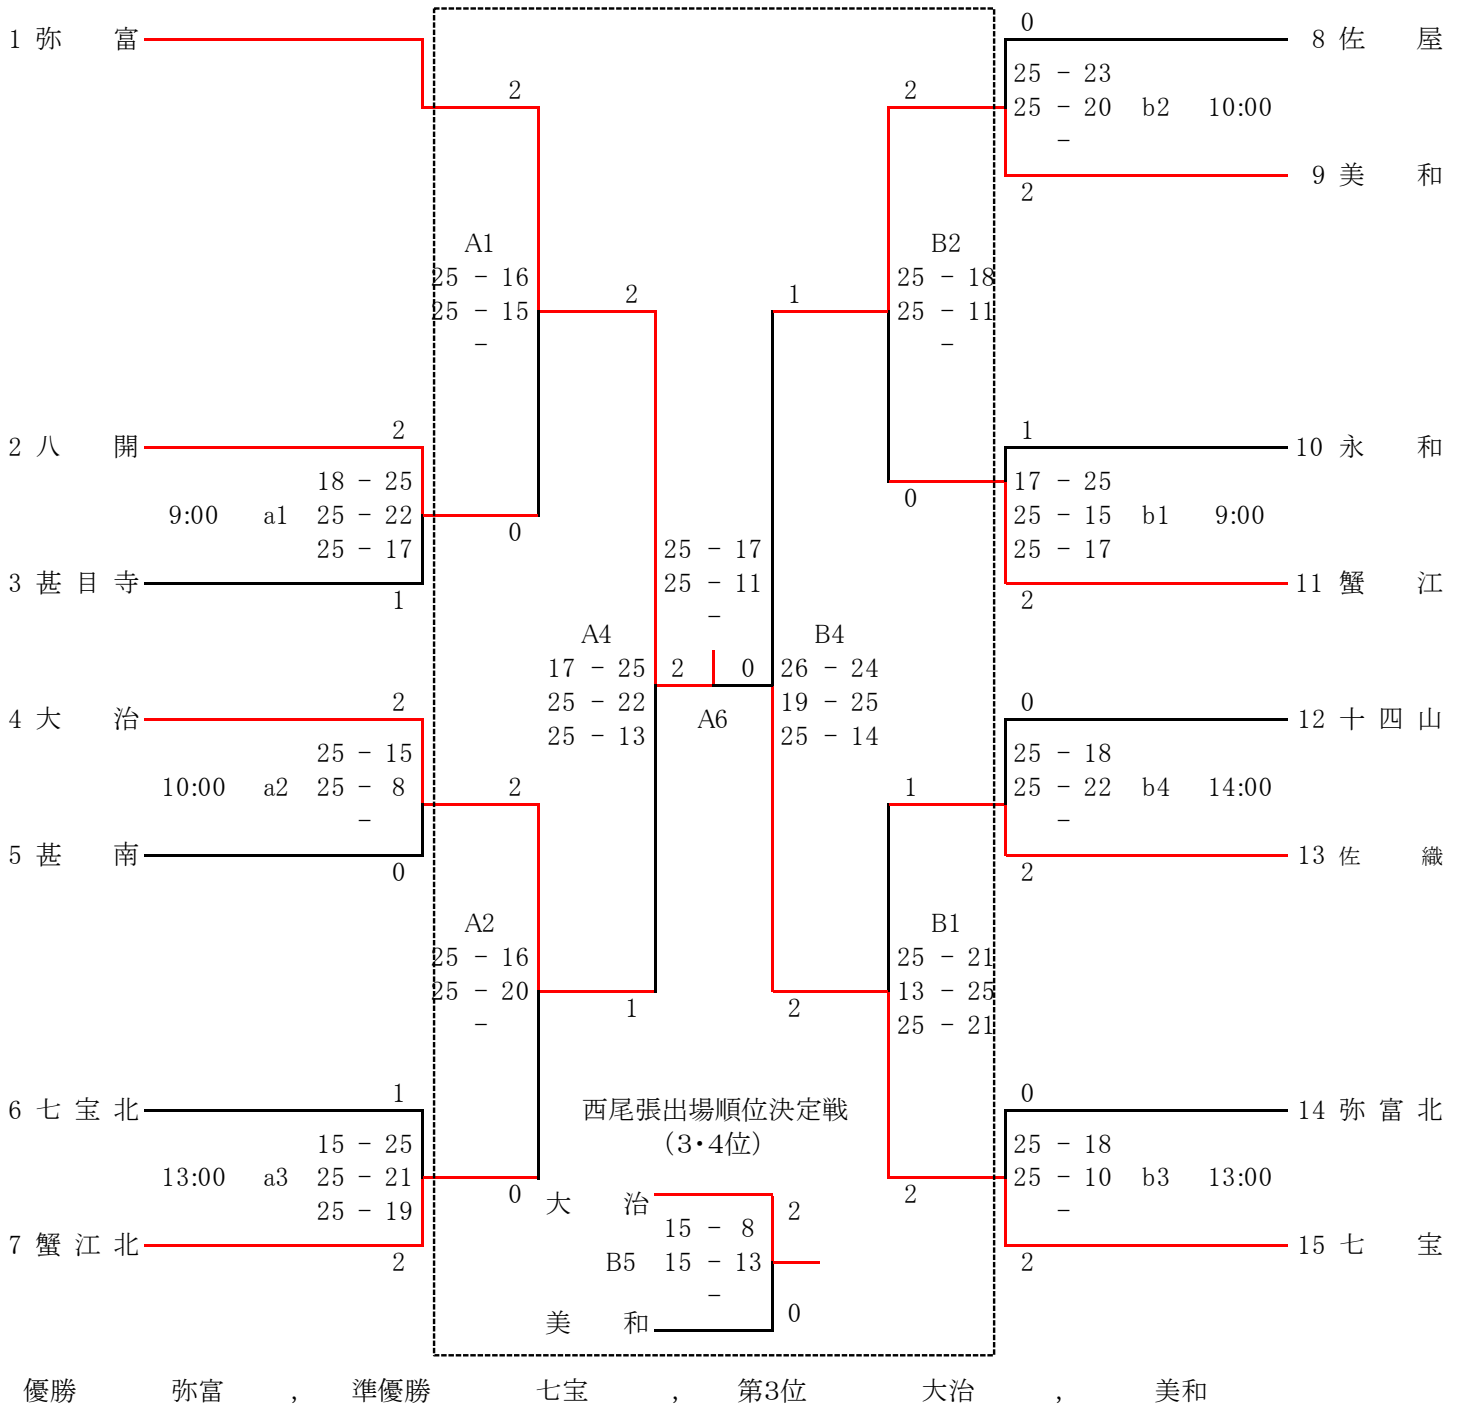 0
1 弥 富
8 佐 屋
25 - 23
2
2
25 - 20 b2 10:00
-
9 美 和
2
A1
B2
25 - 16
25 - 18
2
1
25 - 15
25 - 11
-
-
2
1
2 八 開
10 永 和
18 - 25
17 - 25
0
9:00 a1 25 - 22
25 - 15 b1 9:00
0
25 - 17
25 - 17
25 - 17
3 甚 目 寺
25 - 11
11 蟹 江
1
2
-
A4
B4
17 - 25
2
0
26 - 24
2
25 - 22
19 - 25
0
4 大 治
A6
12 十 四 山
25 - 13
25 - 14
25 - 15
25 - 18
10:00 a2 25 - 8
2
1
25 - 22 b4 14:00
-
-
5 甚 南
13 佐 織
0
2
A2
B1
25 - 16
25 - 21
25 - 20
13 - 25
1
2
-
25 - 21
1
0
6 七 宝 北
西尾張出場順位決定戦
14 弥 富 北
15 - 25
(3・4位)
25 - 18
13:00 a3 25 - 21
25 - 10 b3 13:00
0
大 治
2
2
25 - 19
-
15 - 8
7 蟹 江 北
15 七 宝
2
B5 15 - 13
2
-
美 和
0
優勝 弥富 , 準優勝 七宝 , 第3位 大治 , 美和